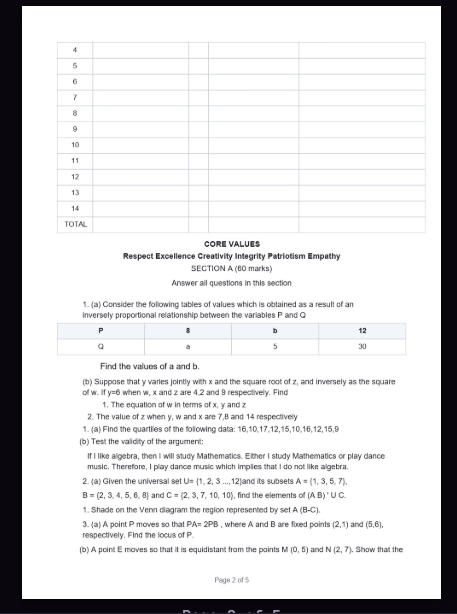 4
5
6
7
8
9
10
11
12
13
14
TOTAL
CORE VALUES
Respect Excellence Creativity Integrity Patriotism Empathy
SECTION A (60 marks)
Answer all questions in this section
1. (a) Consider the following tables of values which is obtained as a result of an
inversely proportional relationship between the variables P and Q
P 8 b 12
Q a 5 30
Find the values of a and b.
(b) Suppose that y varies jointly with x and the square root of z, and inversely as the square
of w. If y=6 when w, x and z are 4,2 and 9 respectively. Find
1. The equation of w in terms of x, y and z
2. The value of z when y, w and x are 7,8 and 14 respectively
1. (a) Find the quartiles of the following data: 16,10,17,12,15,10,16,12,15,9
(b) Test the validity of the argument:
If I like algebra, then I will study Mathematics. Either I study Mathematics or play dance
music. Therefore, I play dance music which implies that I do not like algebra.
2. (a) Given the universal set U= {1, 2, 3 ...,12}and its subsets A = {1, 3, 5, 7},
B = {2, 3, 4, 5, 6, 8} and C = {2, 3, 7, 10, 10}, find the elements of (A B) ' U C.
1. Shade on the Venn diagram the region represented by set A (B-C).
3. (a) A point P moves so that PA= 2PB , where A and B are fixed points (2,1) and (5,6),
respectively. Find the locus of P.
(b) A point E moves so that it is equidistant from the points M (0, 5) and N (2, 7). Show that the
Page 2 of 5